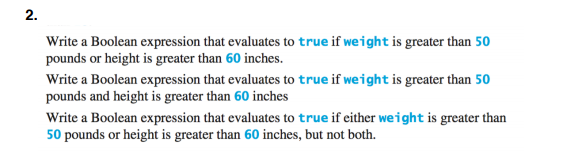 2.
Write a Boolean expression that evaluates to true if weight is greater than 50
pounds or height is greater than 60 inches.
Write a Boolean expression that evaluates to true if weight is greater than 50
pounds and height is greater than 60 inches
Write a Boolean expression that evaluates to true if either weight is greater than
50 pounds or height is greater than 60 inches, but not both.